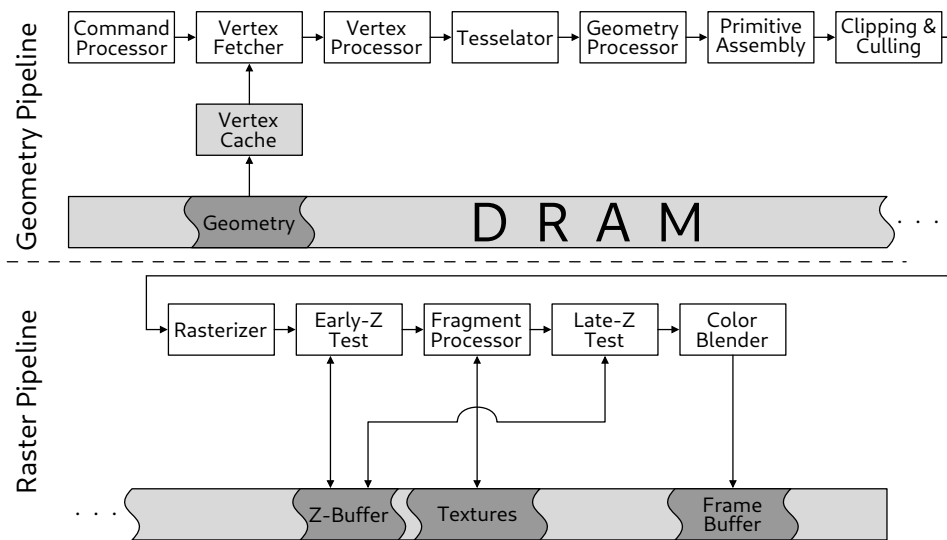 Geometry Pipeline
Command
Processor
Vertex
Fetcher
Vertex
Processor
Tesselator
Geometry
Processor
Primitive
Assembly
Clipping &
Culling
Vertex
Cache
Geometry
D R A M
. . .
Raster Pipeline
Rasterizer
Early-Z
Test
Fragment
Processor
Late-Z
Test
Color
Blender
. . .
Z-Buffer
Textures
Frame
Buffer